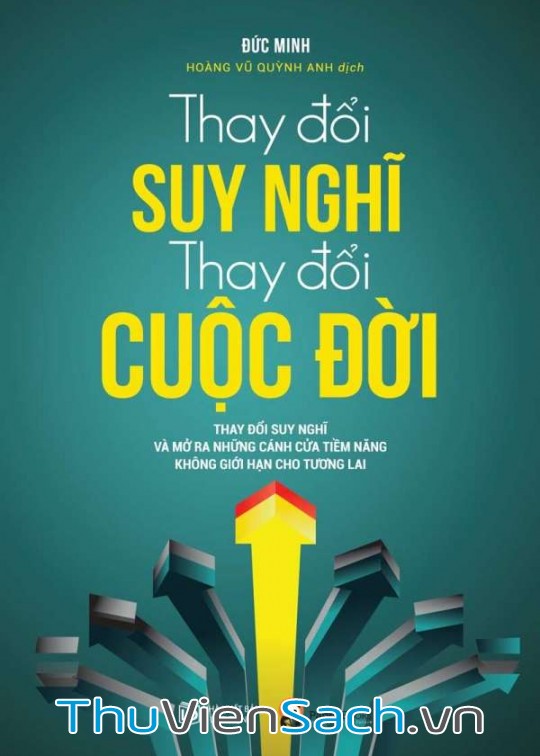 ĐỨC MINH
HOÀNG VŨ QUỲNH ANH dịch
Thay đổi
SUY NGHĨ
Thay đổi
CUỘC ĐỜI
THAY ĐỔI SUY NGHĨ
VÀ MỞ RA NHỮNG CÁNH CỬA TIỀM NĂNG
KHÔNG GIỚI HẠN CHO TƯƠNG LAI
ThuVienSach.vn